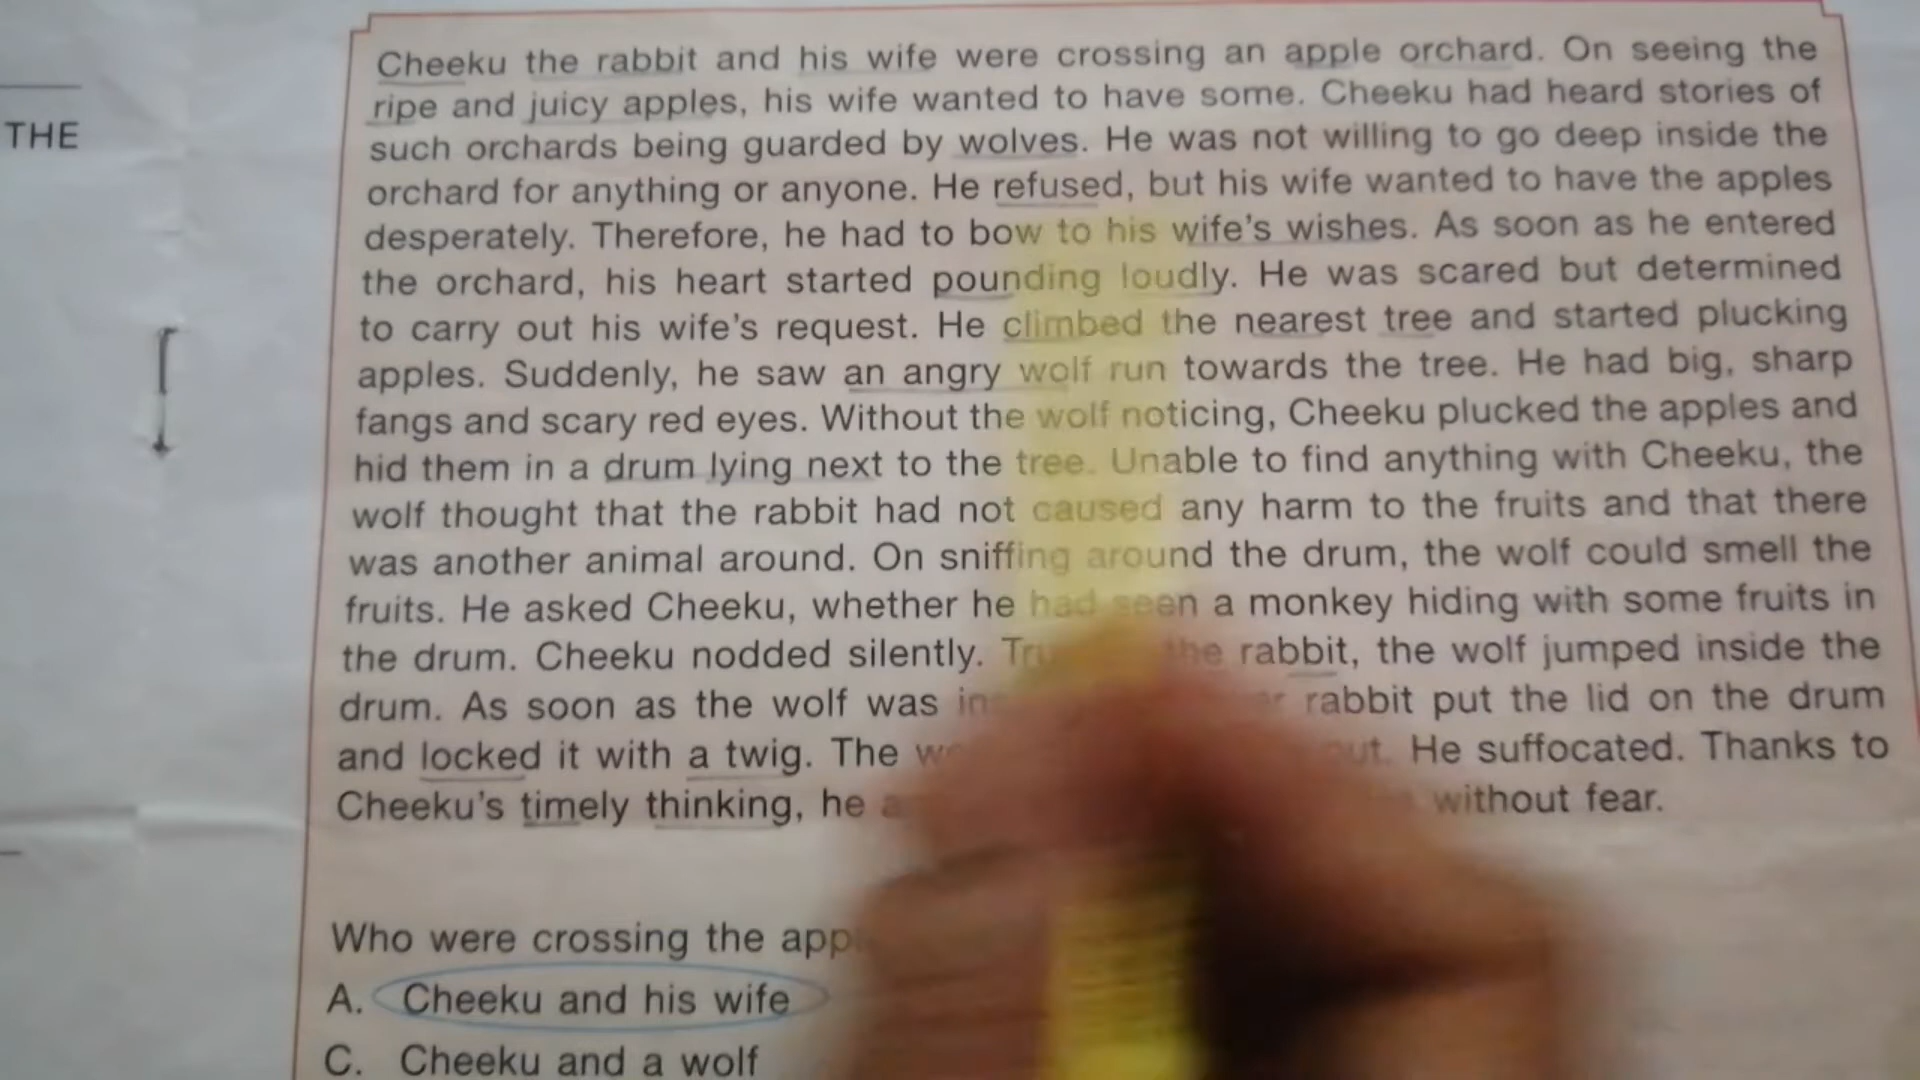 THE
Cheeku the rabbit and his wife were crossing an apple orchard. On seeing the
ripe and juicy apples, his wife wanted to have some. Cheeku had heard stories of
such orchards being guarded by wolves. He was not willing to go deep inside the
orchard for anything or anyone. He refused, but his wife wanted to have the apples
desperately. Therefore, he had to bow to his wife's wishes. As soon as he entered
the orchard, his heart started pounding loudly. He was scared but determined
to carry out his wife's request. He climbed the nearest tree and started plucking
apples. Suddenly, he saw an angry wolf run towards the tree. He had big, sharp
fangs and scary red eyes. Without the wolf noticing, Cheeku plucked the apples and
hid them in a drum lying next to the tree. Unable to find anything with Cheeku, the
wolf thought that the rabbit had not caused any harm to the fruits and that there
was another animal around. On sniffing around the drum, the wolf could smell the
fruits. He asked Cheeku, whether he had seen a monkey hiding with some fruits in
the drum. Cheeku nodded silently. the rabbit, the wolf jumped inside the
drum. As soon as the wolf was rabbit put the lid on the drum
and locked it with a twig. The out. He suffocated. Thanks to
Cheeku's timely thinking, he without fear.
Who were crossing the
A. Cheeku and his wife
C. Cheeku and a wolf